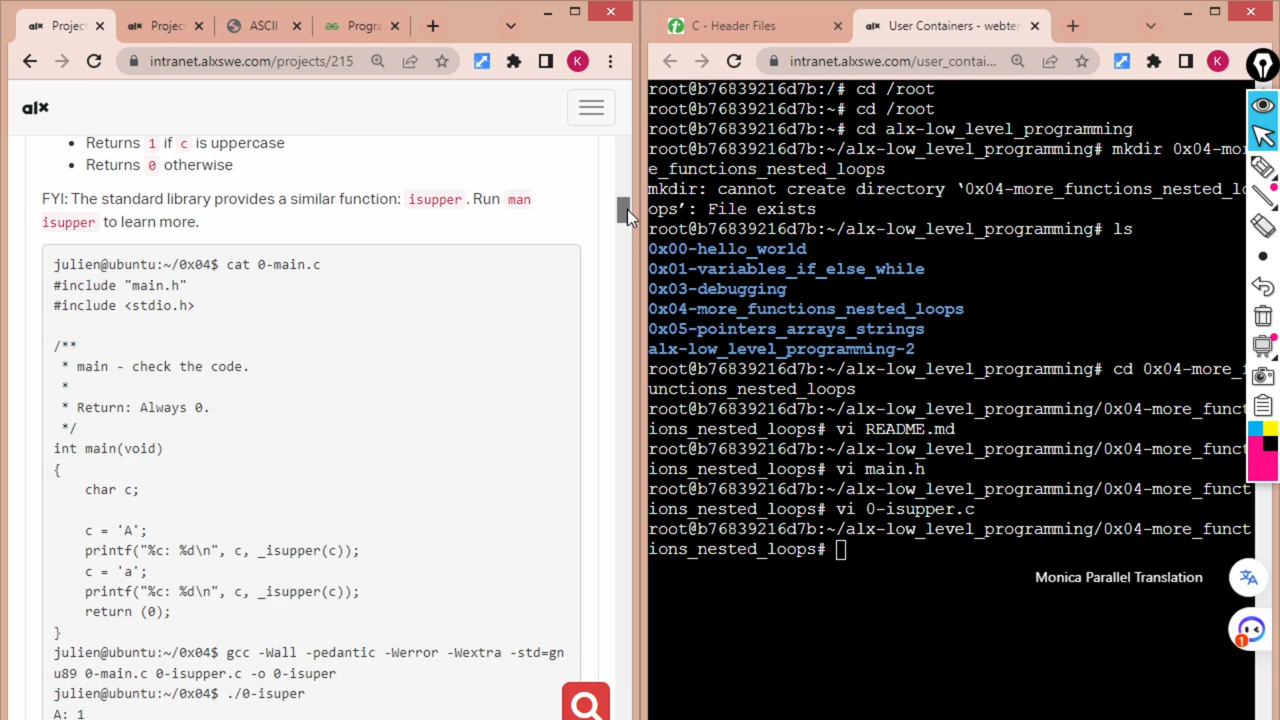 Projec
Projec
ASCII
Progra
intranet.alxswe.com/projects/215
K
alx
Returns 1 if c is uppercase
Returns 0 otherwise
FYI: The standard library provides a similar function: isupper. Run man
isupper to learn more.
julien@ubuntu:~/0x04$ cat 0-main.c
#include "main.h"
#include <stdio.h>
/**
* main - check the code.
*
* Return: Always 0.
*/
int main(void)
{
char c;
c = 'A';
printf("%c: %d\n", c, _isupper(c));
c = 'a';
printf("%c: %d\n", c, _isupper(c));
return (0);
}
julien@ubuntu:~/0x04$ gcc -Wall -pedantic -Werror -Wextra -std=gn
u89 0-main.c 0-isupper.c -o 0-isuper
julien@ubuntu:~/0x04$ ./0-isuper
A: 1
C - Header Files
User Containers - webter
intranet.alxswe.com/user_contai...
K
root@b76839216d7b:/# cd /root
root@b76839216d7b:~# cd /root
root@b76839216d7b:~# cd alx-low_level_programming
root@b76839216d7b:~/alx-low_level_programming# mkdir 0x04-mor
e_functions_nested_loops
mkdir: cannot create directory ‘0x04-more_functions_nested_lo
ops’: File exists
root@b76839216d7b:~/alx-low_level_programming# ls
0x00-hello_world
0x01-variables_if_else_while
0x03-debugging
0x04-more_functions_nested_loops
0x05-pointers_arrays_strings
alx-low_level_programming-2
root@b76839216d7b:~/alx-low_level_programming# cd 0x04-more_f
unctions_nested_loops
root@b76839216d7b:~/alx-low_level_programming/0x04-more_funct
ions_nested_loops# vi README.md
root@b76839216d7b:~/alx-low_level_programming/0x04-more_funct
ions_nested_loops# vi main.h
root@b76839216d7b:~/alx-low_level_programming/0x04-more_funct
ions_nested_loops# vi 0-isupper.c
root@b76839216d7b:~/alx-low_level_programming/0x04-more_funct
ions_nested_loops#
Monica Parallel Translation
1